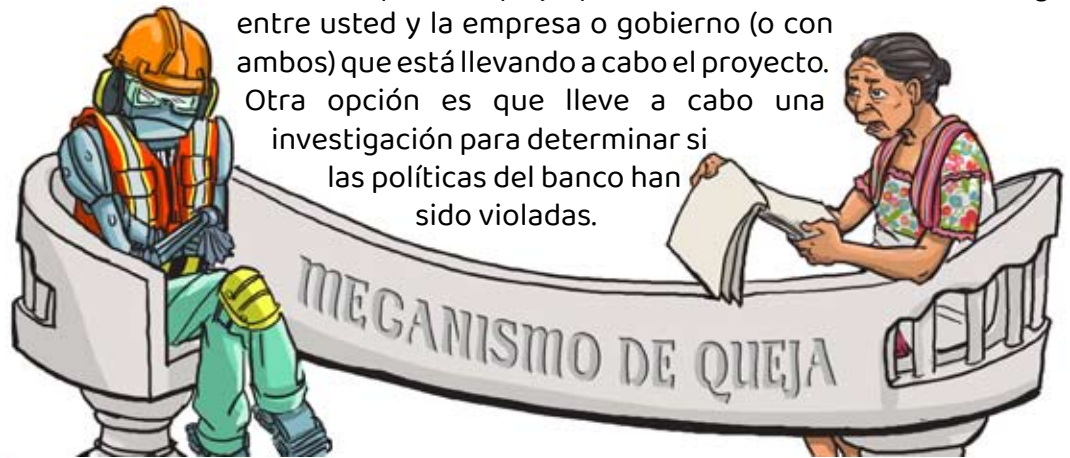 entre usted y la empresa o gobierno (o con
ambos) que está llevando a cabo el proyecto.
Otra opción es que lleve a cabo una
investigación para determinar si
las políticas del banco han
sido violadas.
MECANISMO DE QUEJA